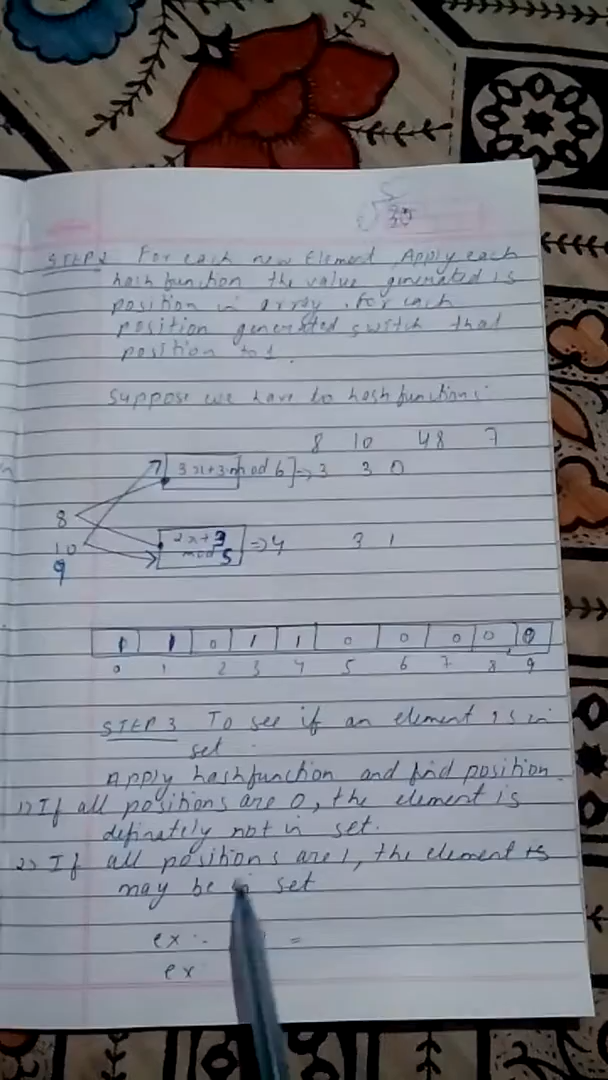 5
30
STEP2 For each new Element Apply each
hash function the value generated is
position in array . For each
position generated switch that
position to 1.
Suppose we have two hash functions:
8 10 48 7
7 3x+3 mod 6 => 3 3 0
8
2x+3 mod 5 => 4 3 1
10
9
1 1 0 1 1 0 0 0 0 0
0 1 2 3 4 5 6 7 8 9
STEP 3 To see if an element is in
set .
Apply hashfunction and find position
1) If all positions are 0, the element is
definately not in set.
2) If all positions are 1, the element is
may be in set
ex :- =
ex